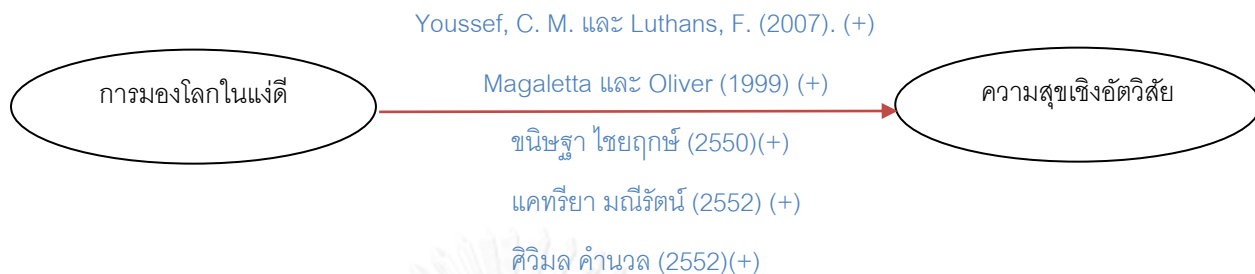 Youssef, C. M. และ Luthans, F. (2007). (+)
การมองโลกในแง่ดี
Magaletta และ Oliver (1999) (+)
ความสุขเชิงอัตวิสัย
ขนิษฐา ไชยฤกษ์ (2550)(+)
แคทรียา มณีรัตน์ (2552) (+)
ศิวิมล คำนวล (2552)(+)